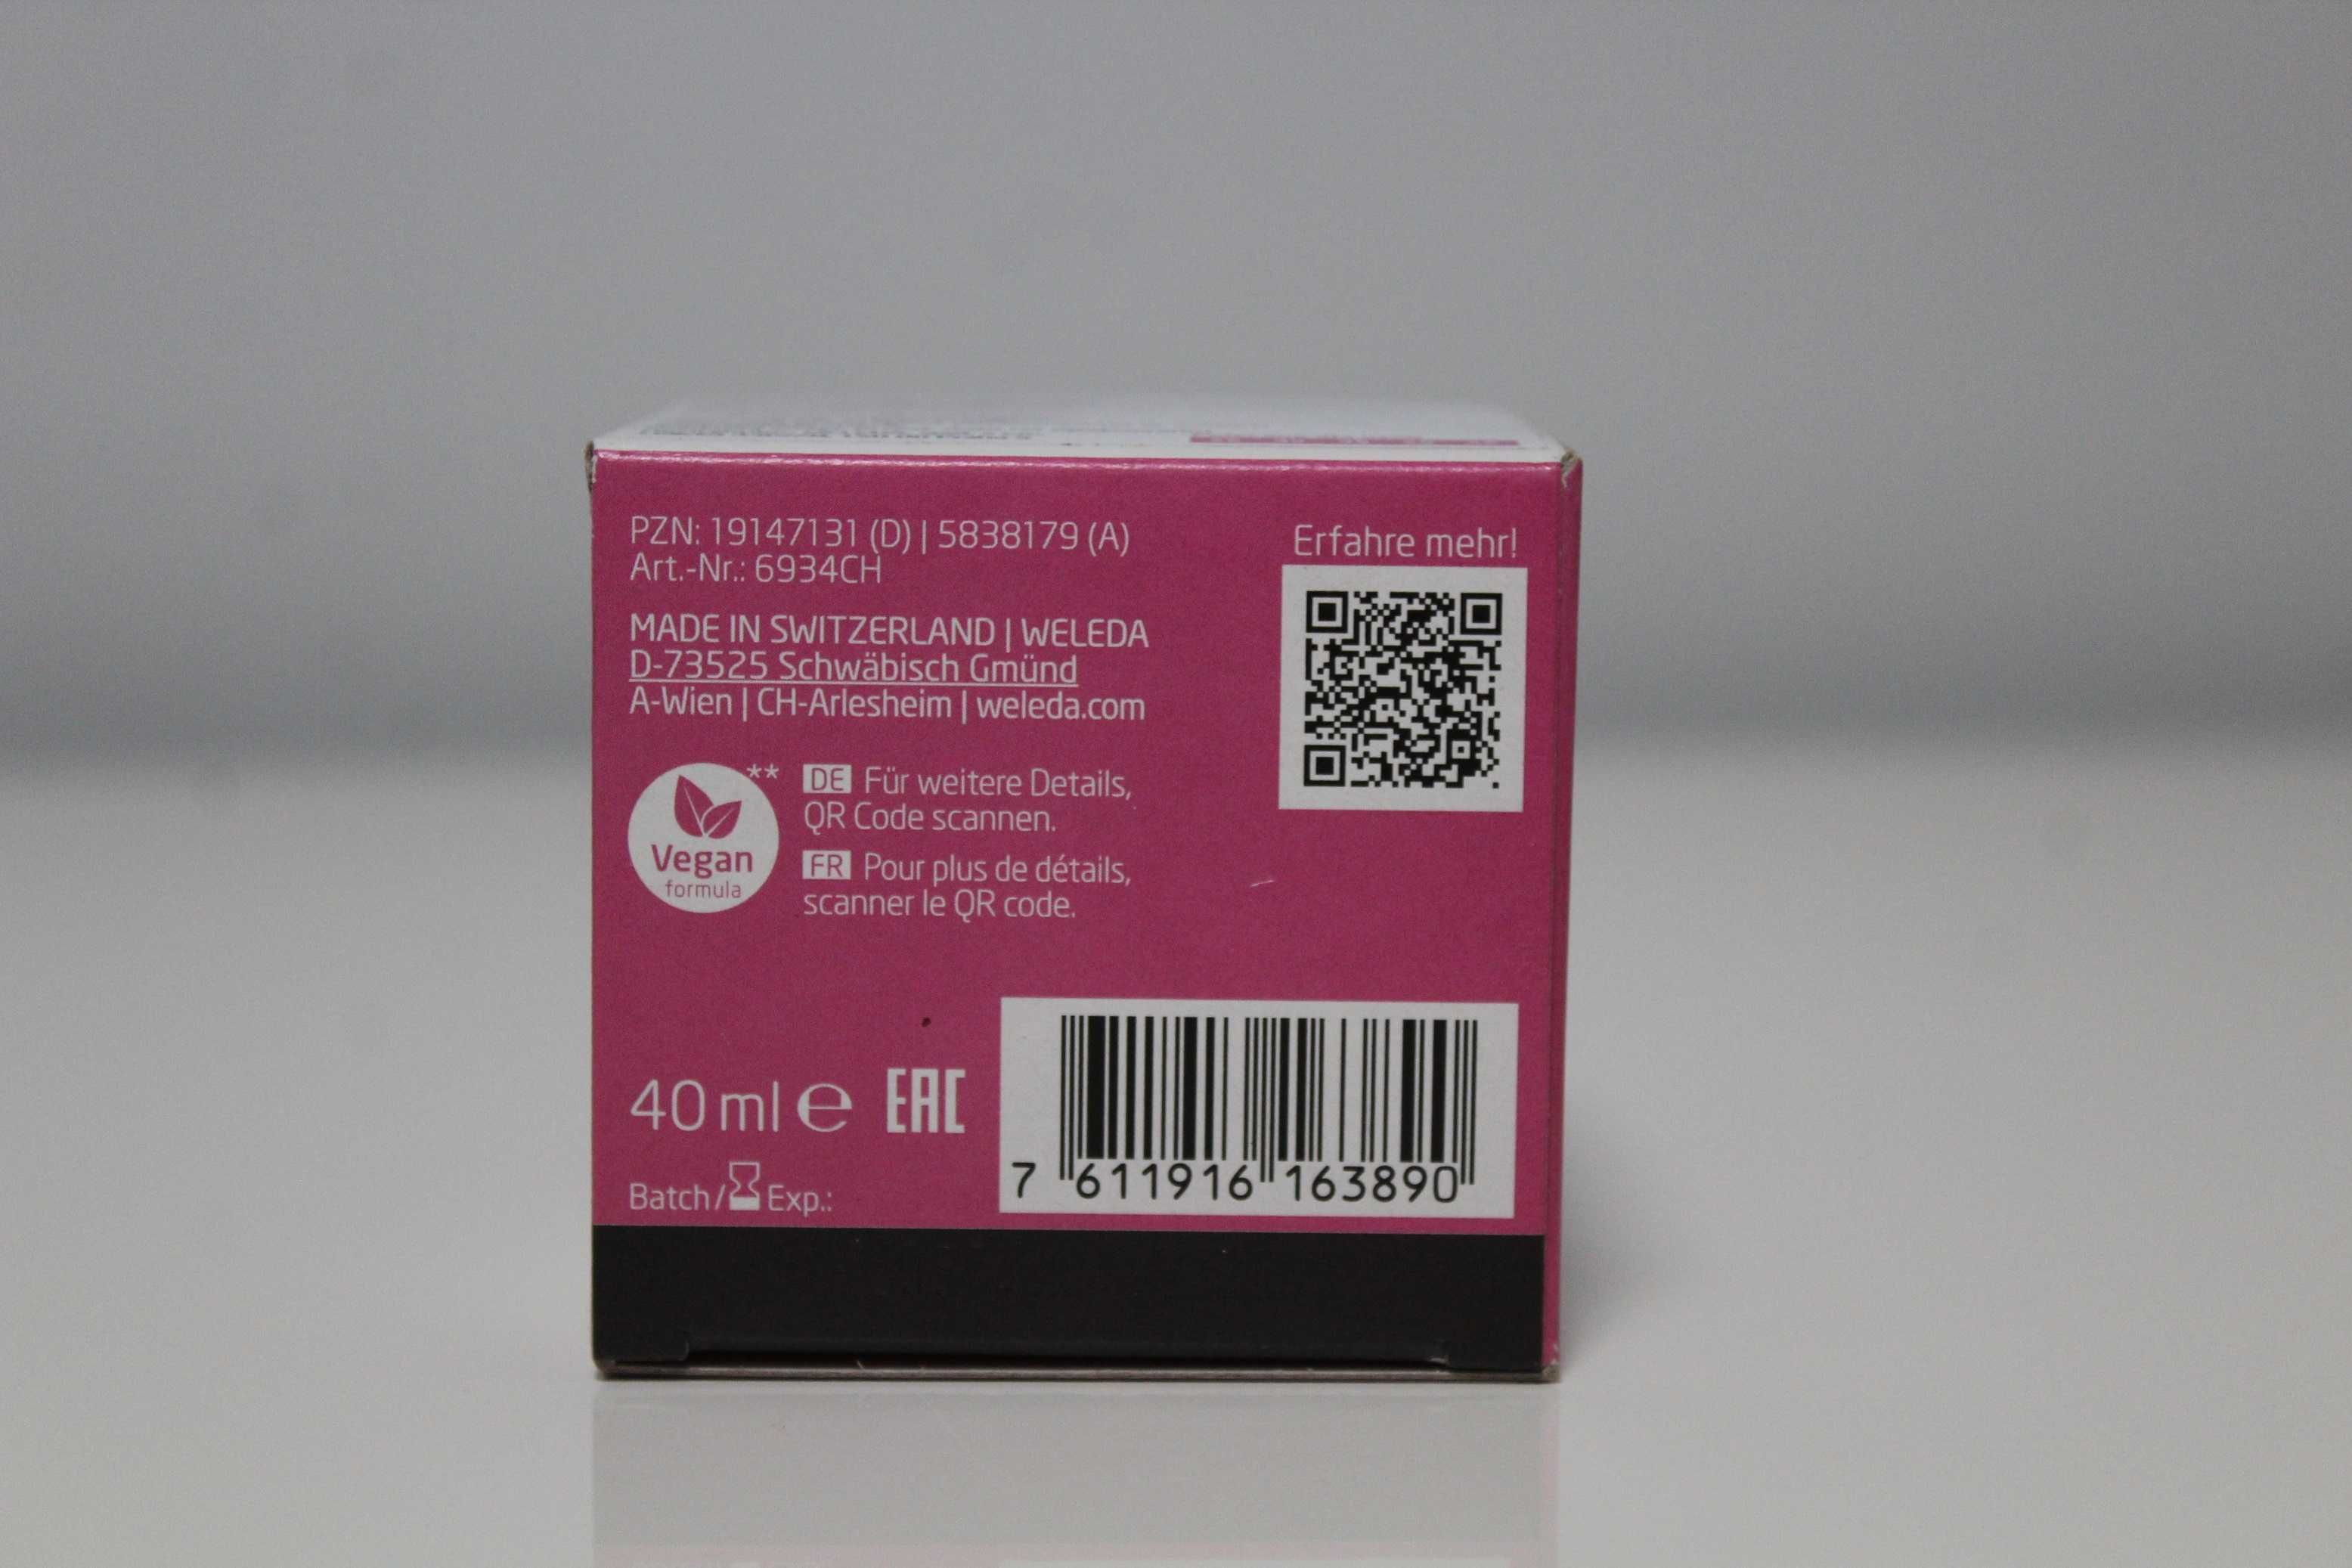 PZN: 19147131 (D) | 5838179 (A)
Art.-Nr.: 6934CH
MADE IN SWITZERLAND | WELEDA
D-73525 Schwäbisch Gmünd
A-Wien | CH-Arlesheim | weleda.com
Erfahre mehr!
**
Vegan
formula
DE Für weitere Details,
QR Code scannen.
FR Pour plus de détails,
scanner le QR code.
40 ml e EAC
Batch/ Exp.:
7 611916 163890